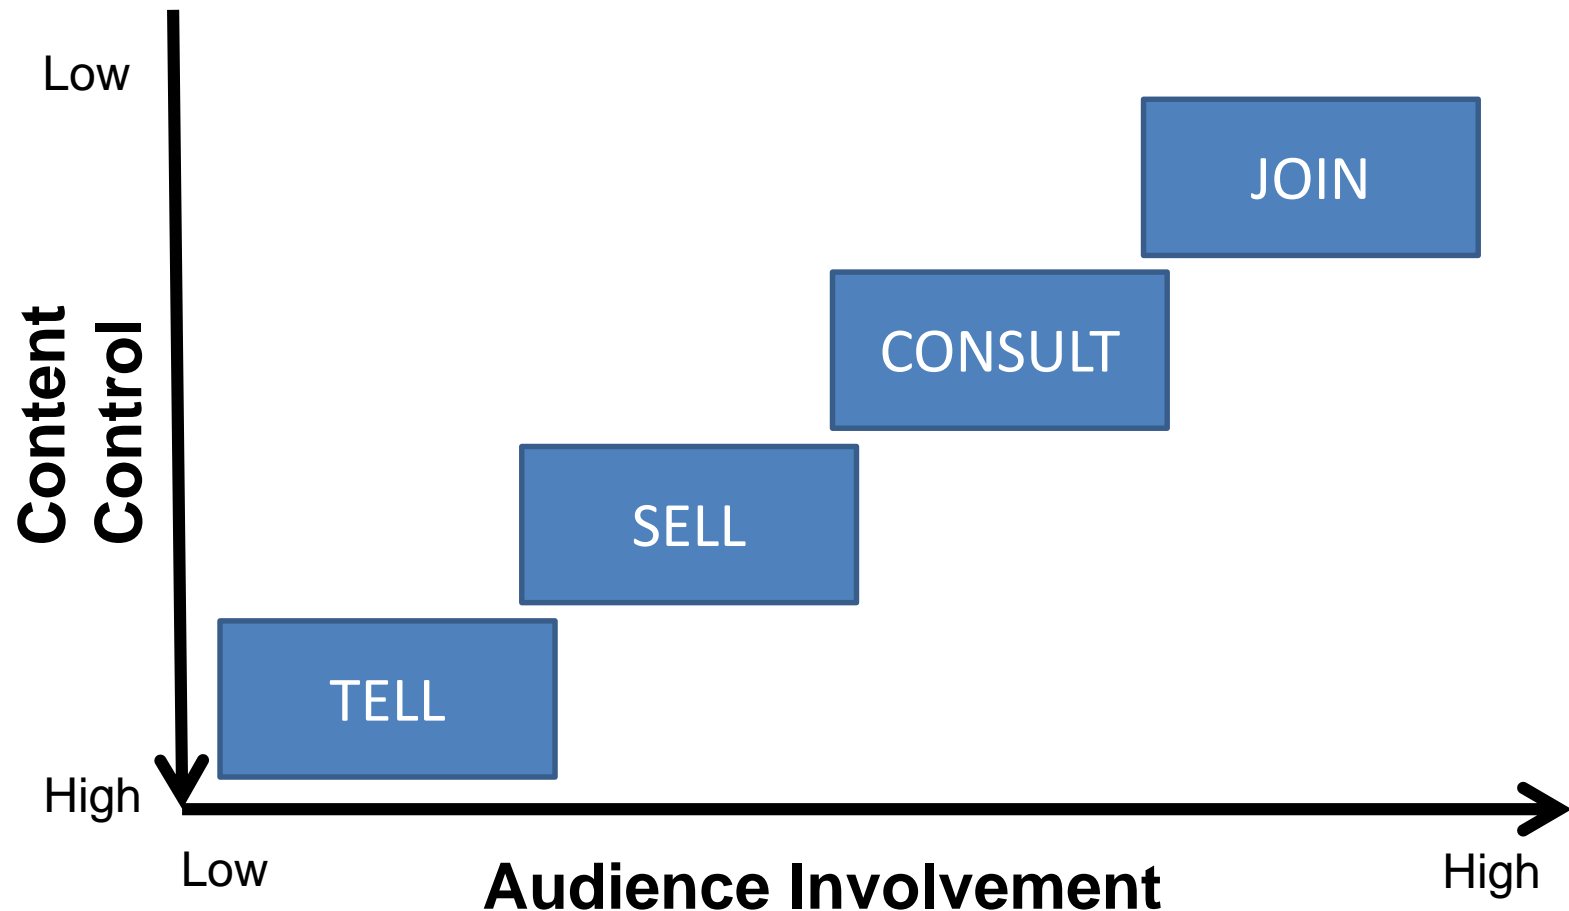 Low
JOIN
CONSULT
Content
Control
SELL
TELL
High
Low
Audience Involvement
High